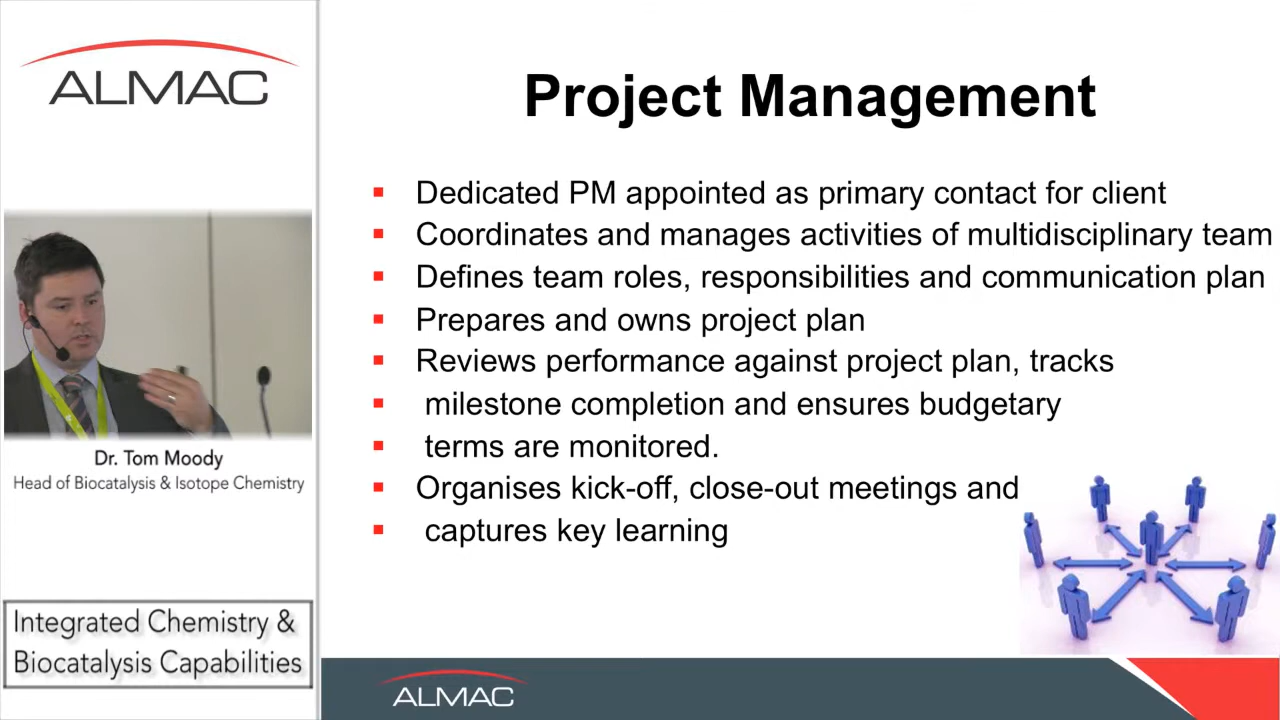 ALMAC
Dr. Tom Moody
Head of Biocatalysis & Isotope Chemistry
Integrated Chemistry &
Biocatalysis Capabilities
Project Management
▪ Dedicated PM appointed as primary contact for client
▪ Coordinates and manages activities of multidisciplinary team
▪ Defines team roles, responsibilities and communication plan
▪ Prepares and owns project plan
▪ Reviews performance against project plan, tracks
▪ milestone completion and ensures budgetary
▪ terms are monitored.
▪ Organises kick-off, close-out meetings and
▪ captures key learning
ALMAC